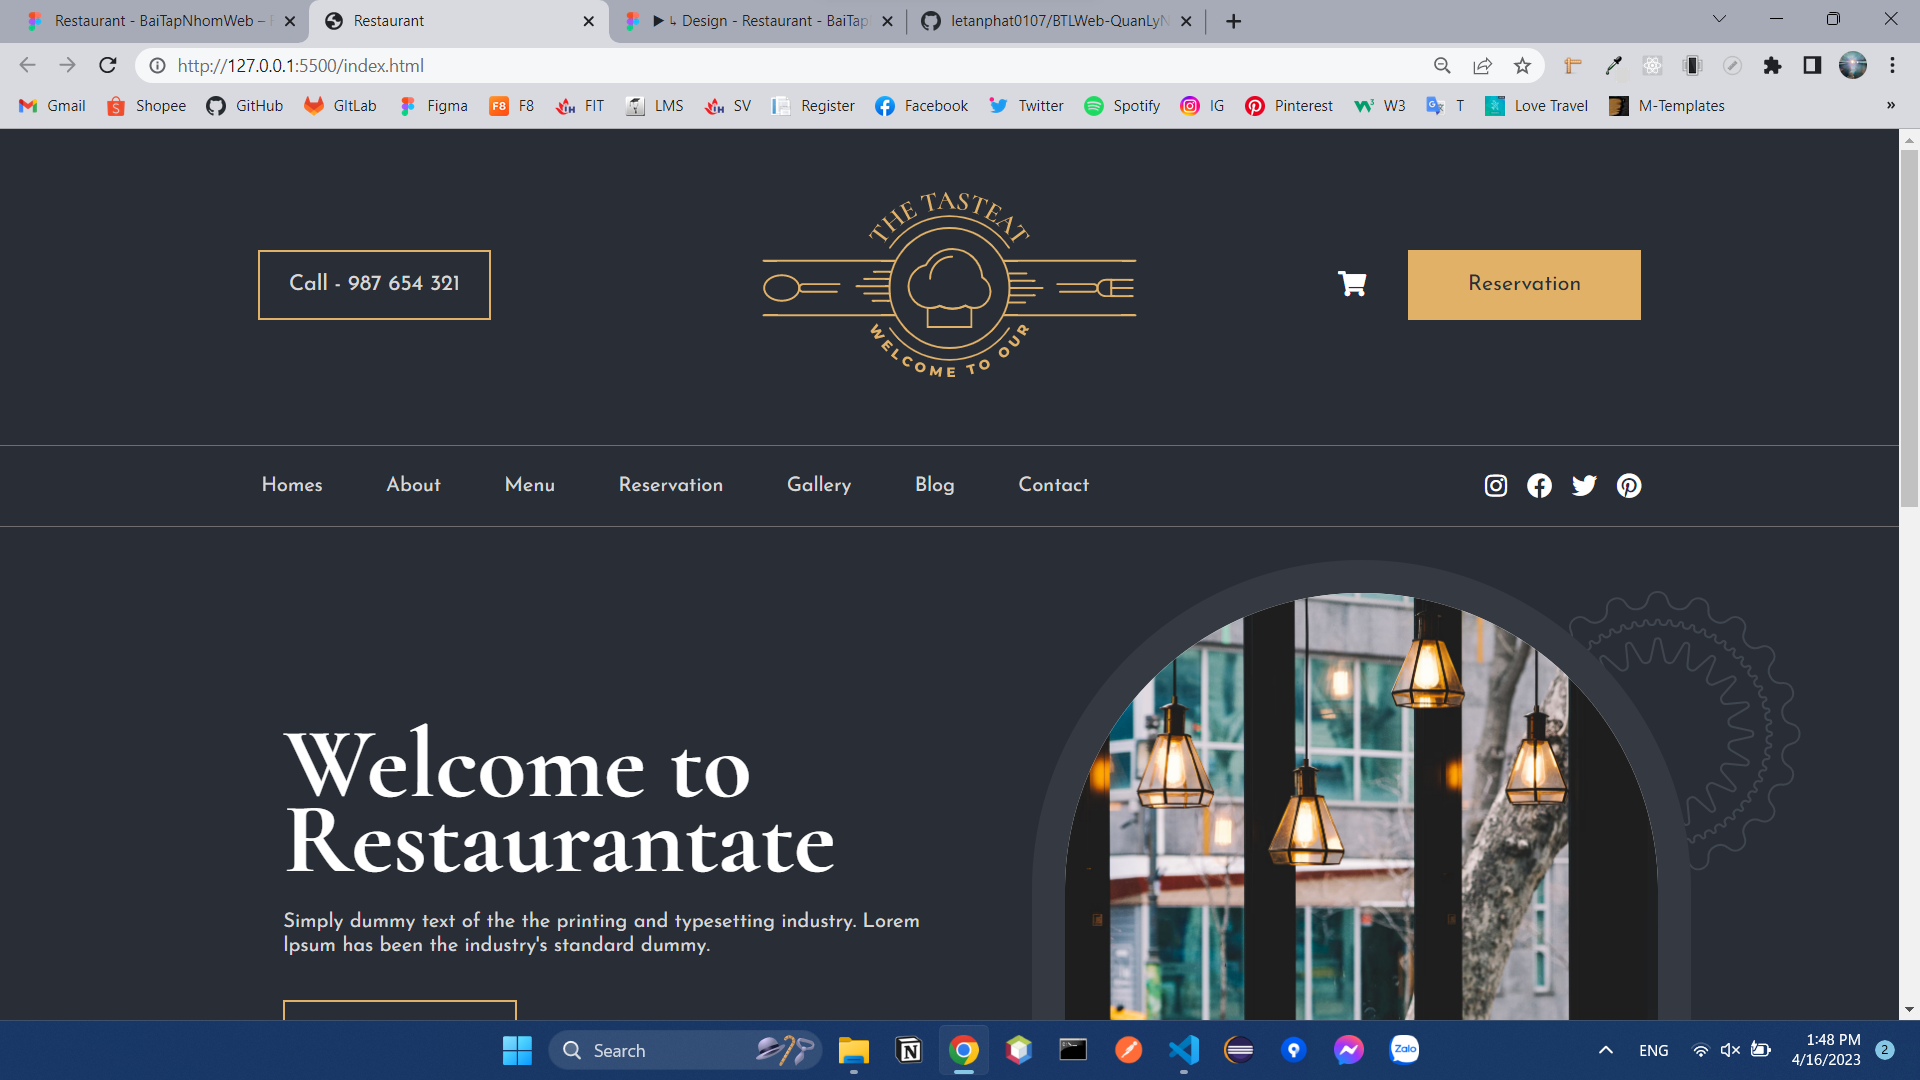 Restaurant - BaiTapNhomWeb –
Restaurant
Design - Restaurant - BaiTap
letanphat0107/BTLWeb-QuanLyN
http://127.0.0.1:5500/index.html
Gmail
Shopee
GitHub
GItLab
Figma
F8
FIT
LMS
SV
Register
Facebook
Twitter
Spotify
IG
Pinterest
W3
T
Love Travel
M-Templates
»
THE TASTEAT
Call - 987 654 321
Reservation
WELCOME TO OUR
Homes
About
Menu
Reservation
Gallery
Blog
Contact
Welcome to
Restaurantate
Simply dummy text of the the printing and typesetting industry. Lorem
Ipsum has been the industry's standard dummy.
Search
Zalo
ENG
1:48 PM
4/16/2023
2